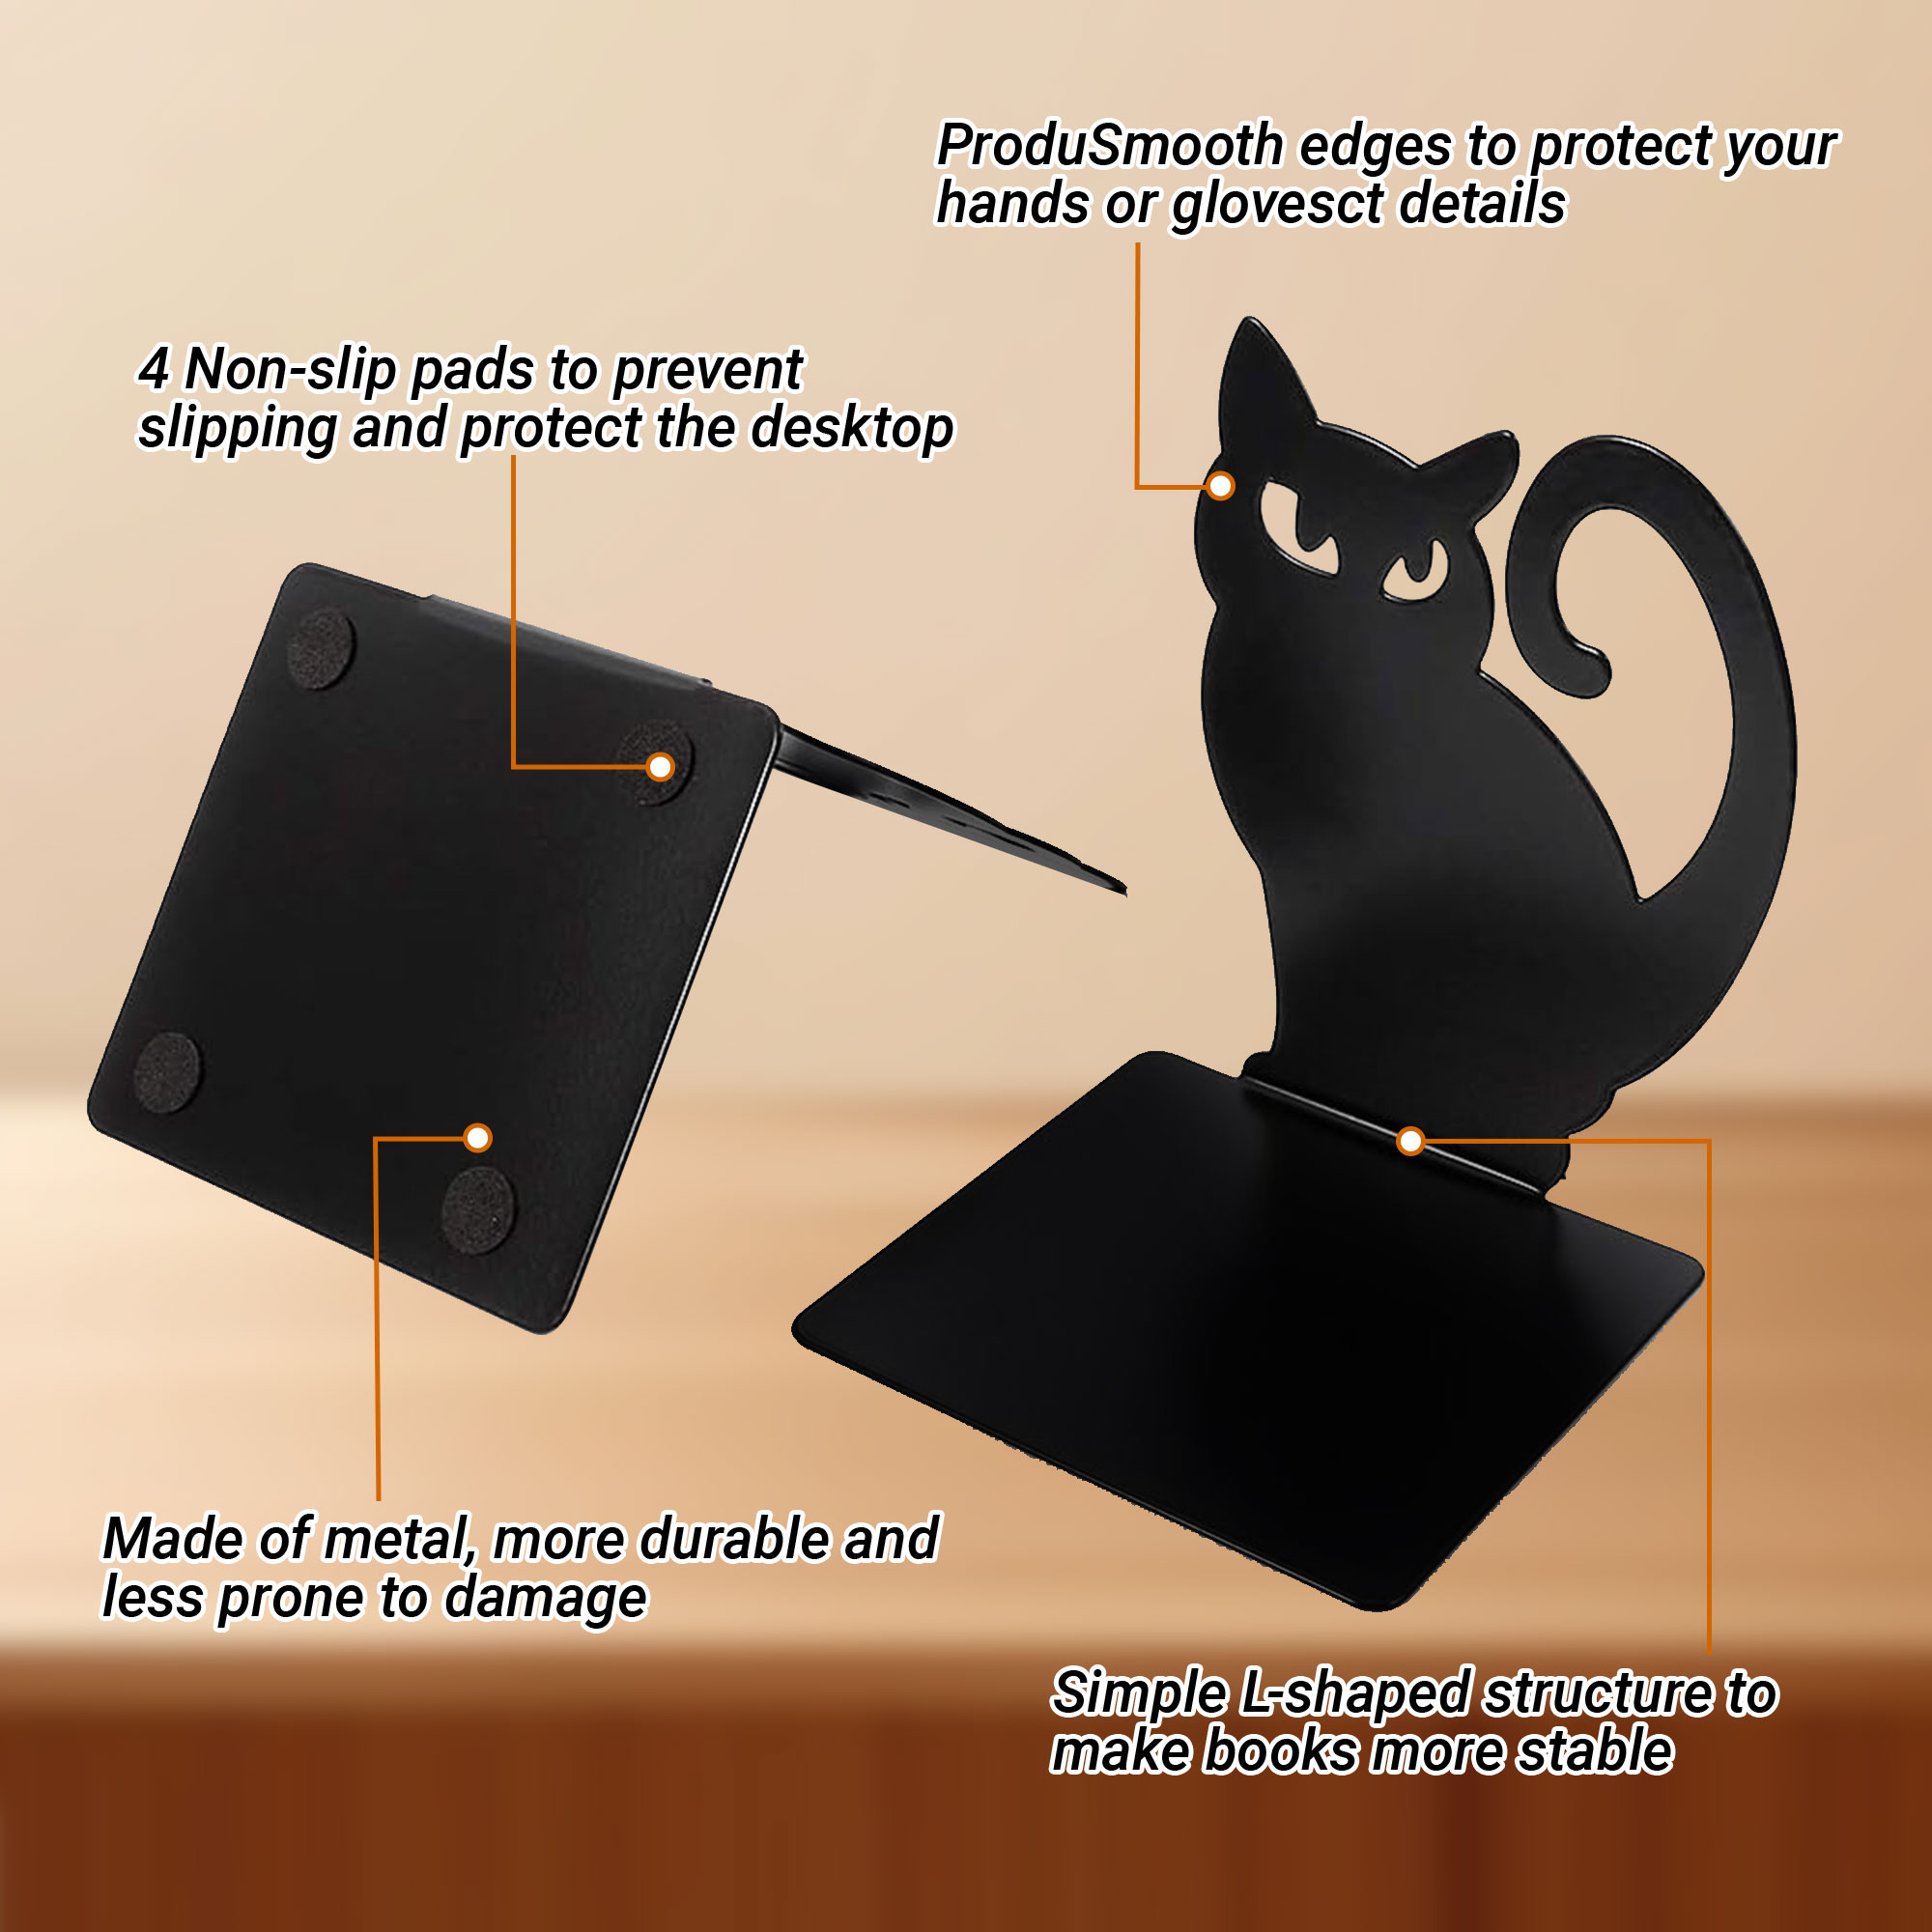 ProduSmooth edges to protect your
hands or glovesct details
4 Non-slip pads to prevent
slipping and protect the desktop
Made of metal, more durable and
less prone to damage
Simple L-shaped structure to
make books more stable